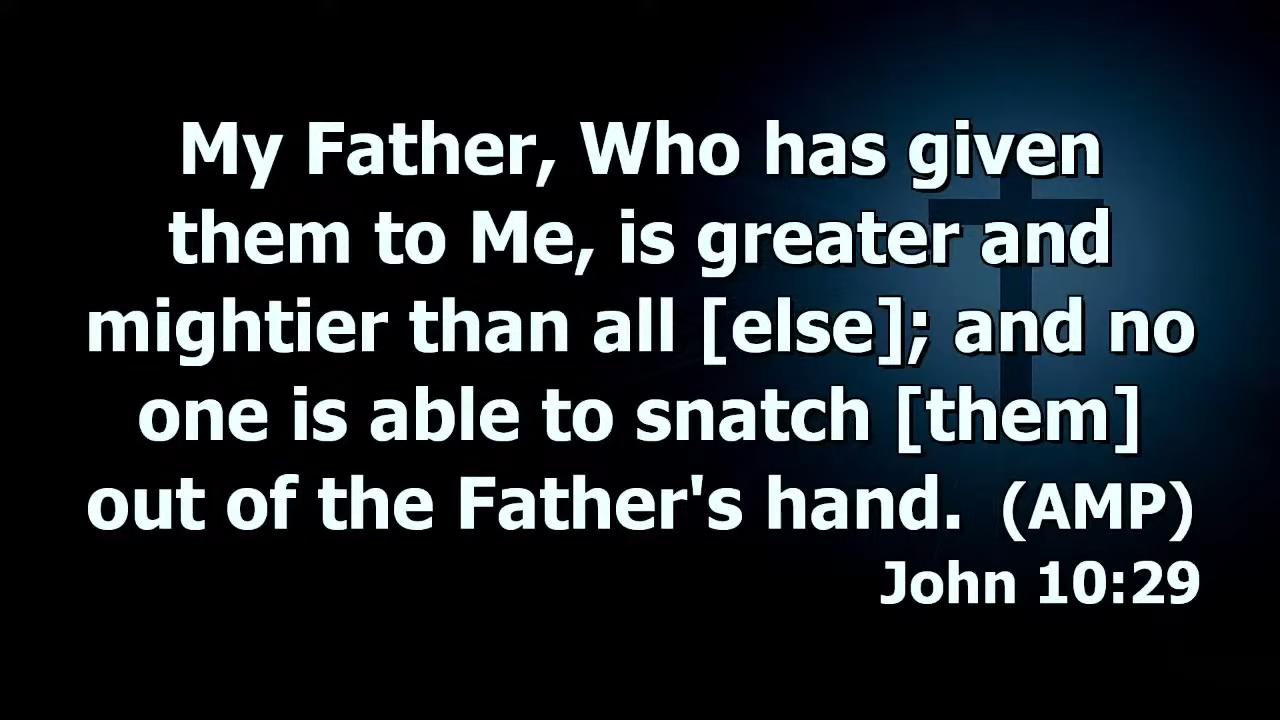 My Father, Who has given
them to Me, is greater and
mightier than all [else]; and no
one is able to snatch [them]
out of the Father's hand.  (AMP)
John 10:29